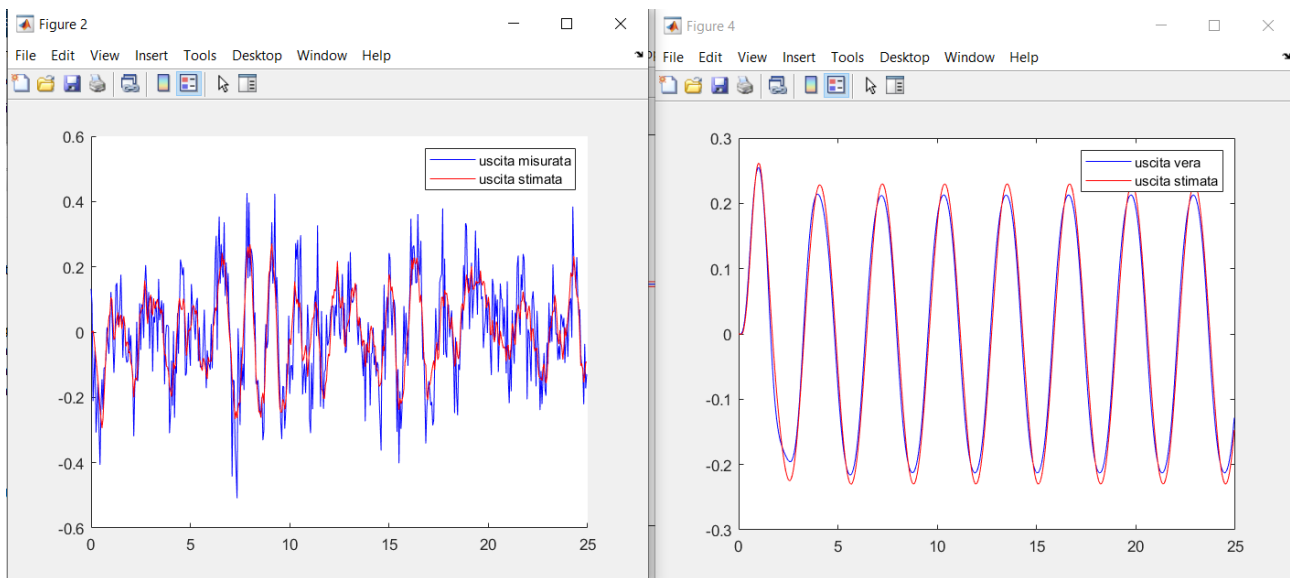 Figure 2
File Edit View Insert Tools Desktop Window Help
0.6
0.4
0.2
0
-0.2
-0.4
-0.6
0 5 10 15 20 25
uscita misurata
uscita stimata
Figure 4
File Edit View Insert Tools Desktop Window Help
0.3
0.2
0.1
0
-0.1
-0.2
-0.3
0 5 10 15 20 25
uscita vera
uscita stimata